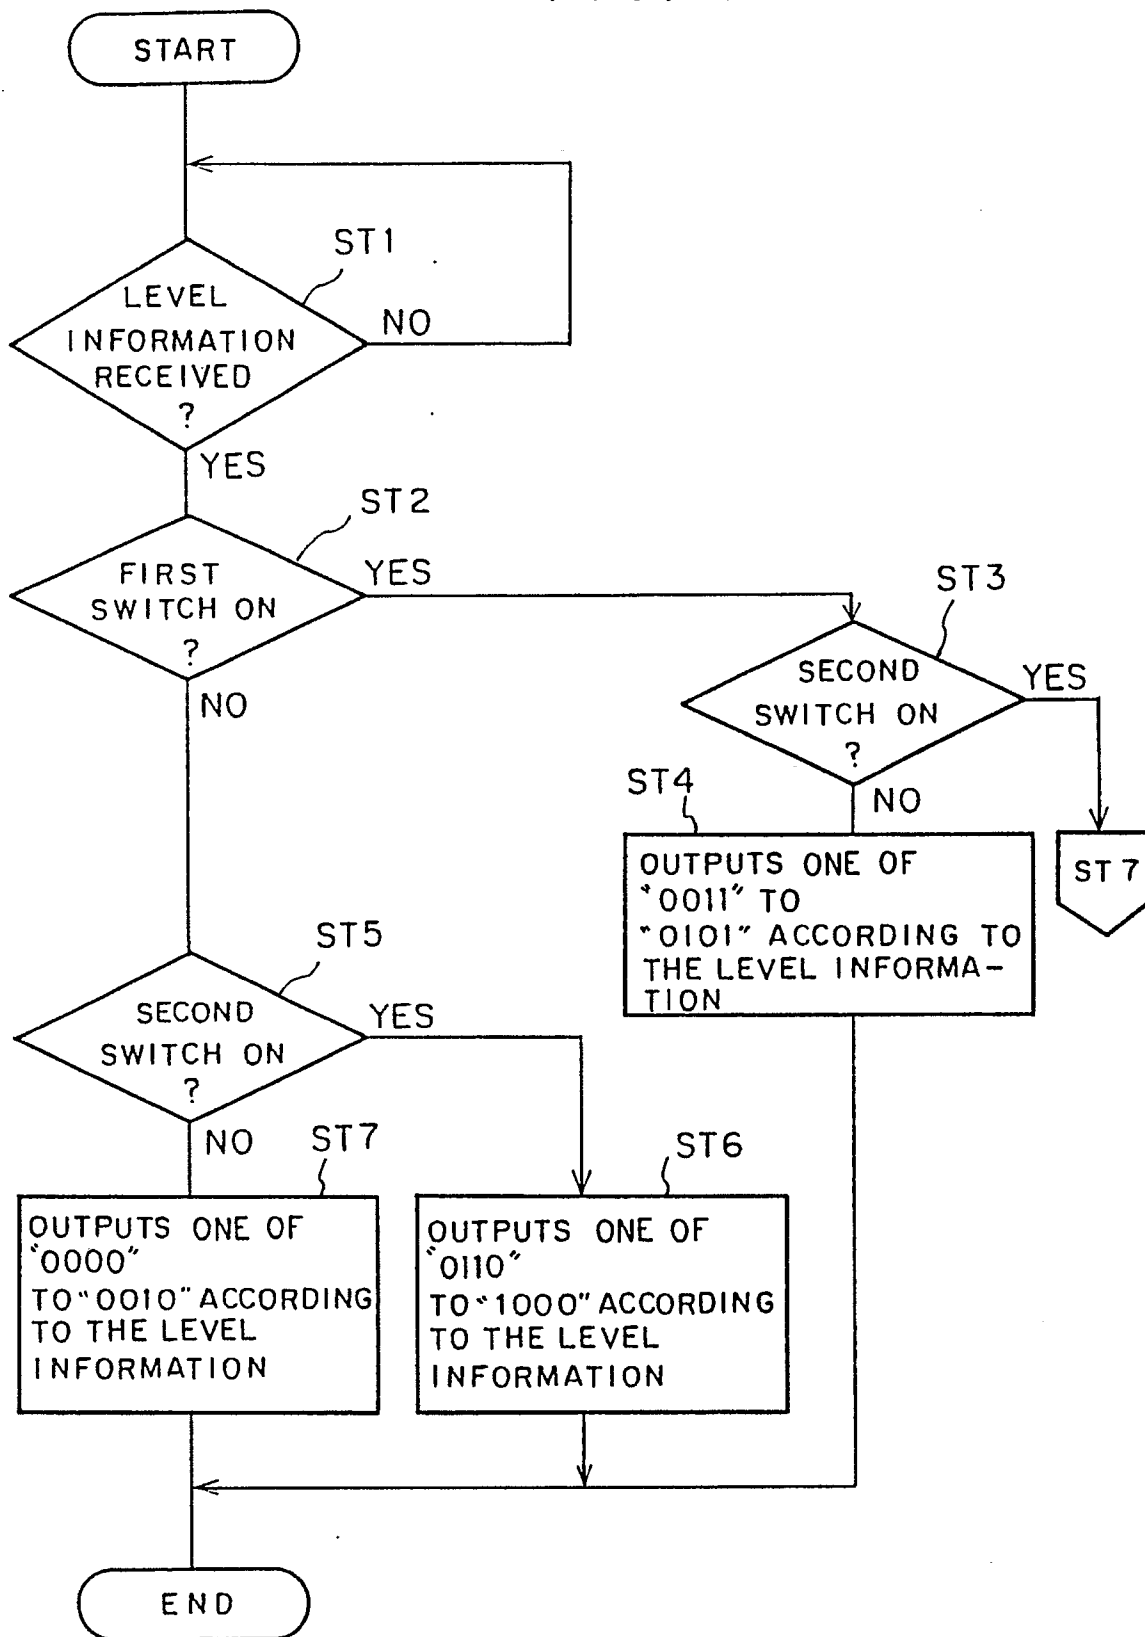 START
ST1
LEVEL
INFORMATION
RECEIVED
?
NO
YES
ST2
FIRST
SWITCH ON
?
YES
NO
ST3
SECOND
SWITCH ON
?
YES
NO
ST4
OUTPUTS ONE OF
"0011" TO
"0101" ACCORDING TO
THE LEVEL INFORMA-
TION
ST7
ST5
SECOND
SWITCH ON
?
YES
NO
ST7
OUTPUTS ONE OF
"0000"
TO "0010" ACCORDING
TO THE LEVEL
INFORMATION
ST6
OUTPUTS ONE OF
"0110"
TO "1000" ACCORDING
TO THE LEVEL
INFORMATION
END